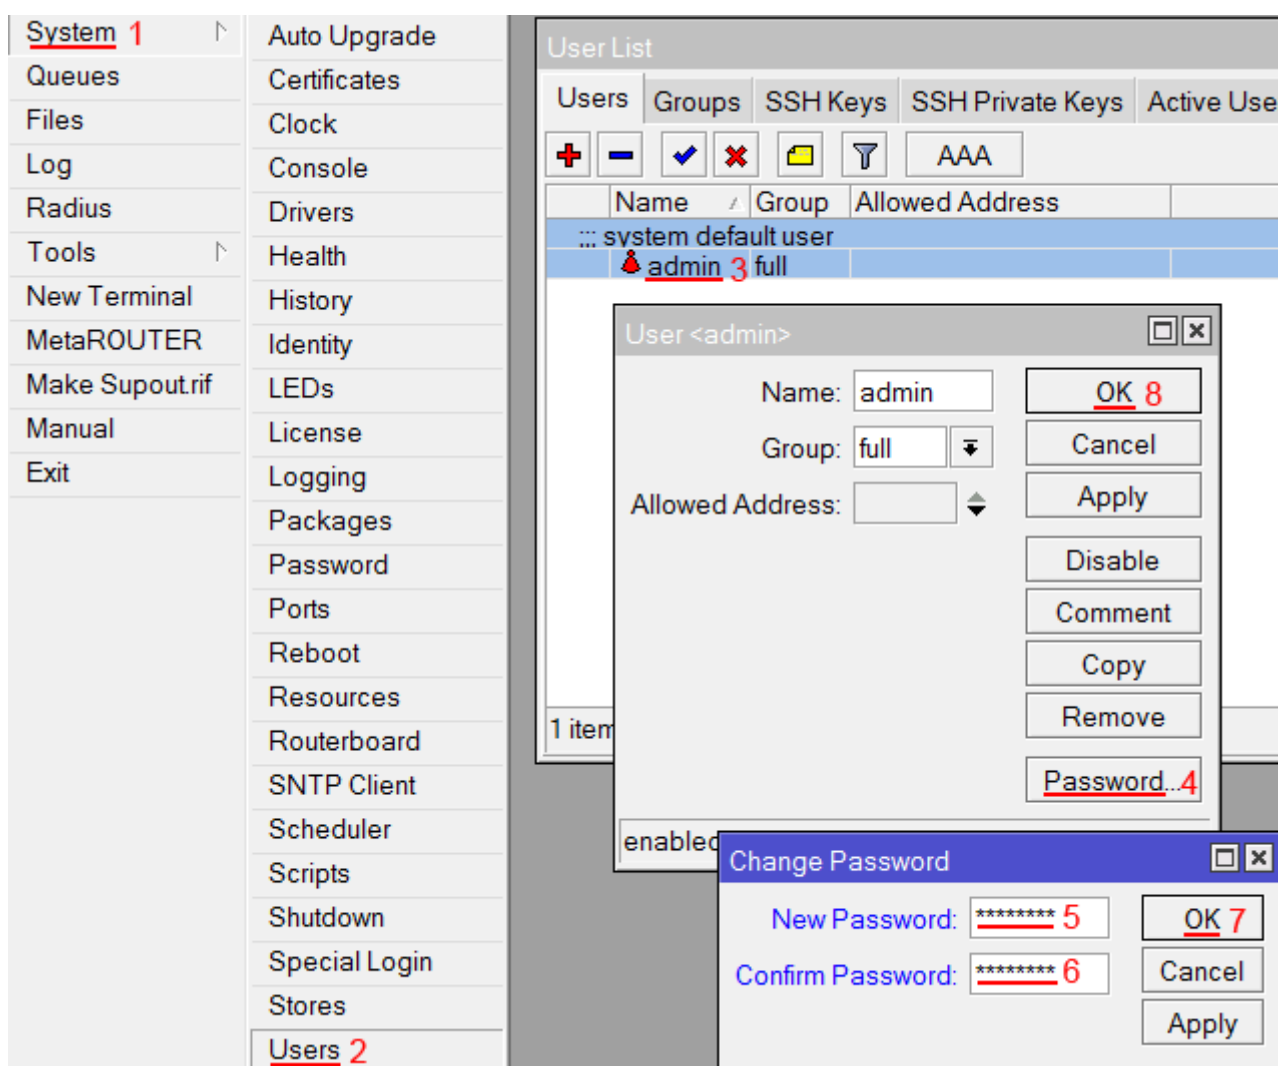 System 1
Queues
Files
Log
Radius
Tools
New Terminal
MetaROUTER
Make Supout.rif
Manual
Exit
Auto Upgrade
Certificates
Clock
Console
Drivers
Health
History
Identity
LEDs
License
Logging
Packages
Password
Ports
Reboot
Resources
Routerboard
SNTP Client
Scheduler
Scripts
Shutdown
Special Login
Stores
Users 2
User List
Users Groups SSH Keys SSH Private Keys Active Use
AAA
Name Group Allowed Address
;;; system default user
admin 3 full
1 item
User <admin>
Name: admin
Group: full
Allowed Address:
OK 8
Cancel
Apply
Disable
Comment
Copy
Remove
Password...4
enabled
Change Password
New Password: ******** 5
Confirm Password: ******** 6
OK 7
Cancel
Apply